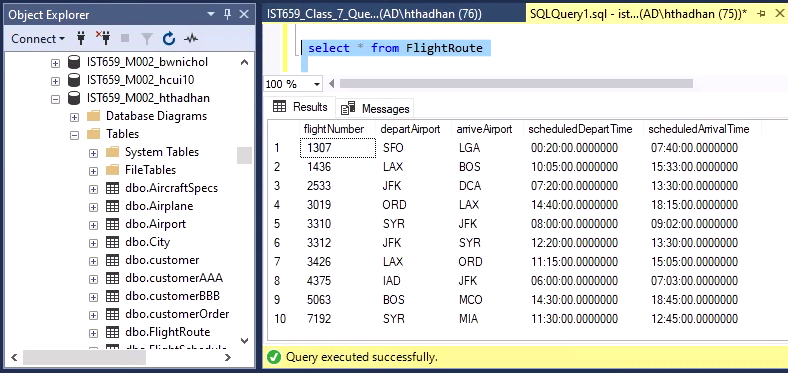 Object Explorer
Connect
IST659_M002_bwnichol
IST659_M002_hcui10
IST659_M002_hthadhan
Database Diagrams
Tables
System Tables
FileTables
dbo.AircraftSpecs
dbo.Airplane
dbo.Airport
dbo.City
dbo.customer
dbo.customerAAA
dbo.customerBBB
dbo.customerOrder
dbo.FlightRoute
dbo.FlightSchedule
IST659_Class_7_Que...(AD\hthadhan (76)) SQLQuery1.sql - ist...(AD\hthadhan (75))*
select * from FlightRoute
100 %
Results Messages
flightNumber departAirport arriveAirport scheduledDepartTime scheduledArrivalTime
1 1307 SFO LGA 00:20:00.0000000 07:40:00.0000000
2 1436 LAX BOS 10:05:00.0000000 15:33:00.0000000
3 2533 JFK DCA 07:20:00.0000000 13:30:00.0000000
4 3019 ORD LAX 14:40:00.0000000 18:15:00.0000000
5 3310 SYR JFK 08:00:00.0000000 09:02:00.0000000
6 3312 JFK SYR 12:20:00.0000000 13:30:00.0000000
7 3426 LAX ORD 11:15:00.0000000 15:05:00.0000000
8 4375 IAD JFK 06:00:00.0000000 07:03:00.0000000
9 5063 BOS MCO 14:30:00.0000000 18:45:00.0000000
10 7192 SYR MIA 11:30:00.0000000 12:45:00.0000000
Query executed successfully.